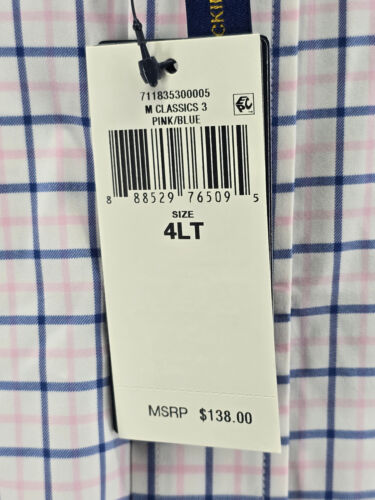 711835300005
M CLASSICS 3
PINK/BLUE
8 88529 76509 5
SIZE
4LT
MSRP $138.00